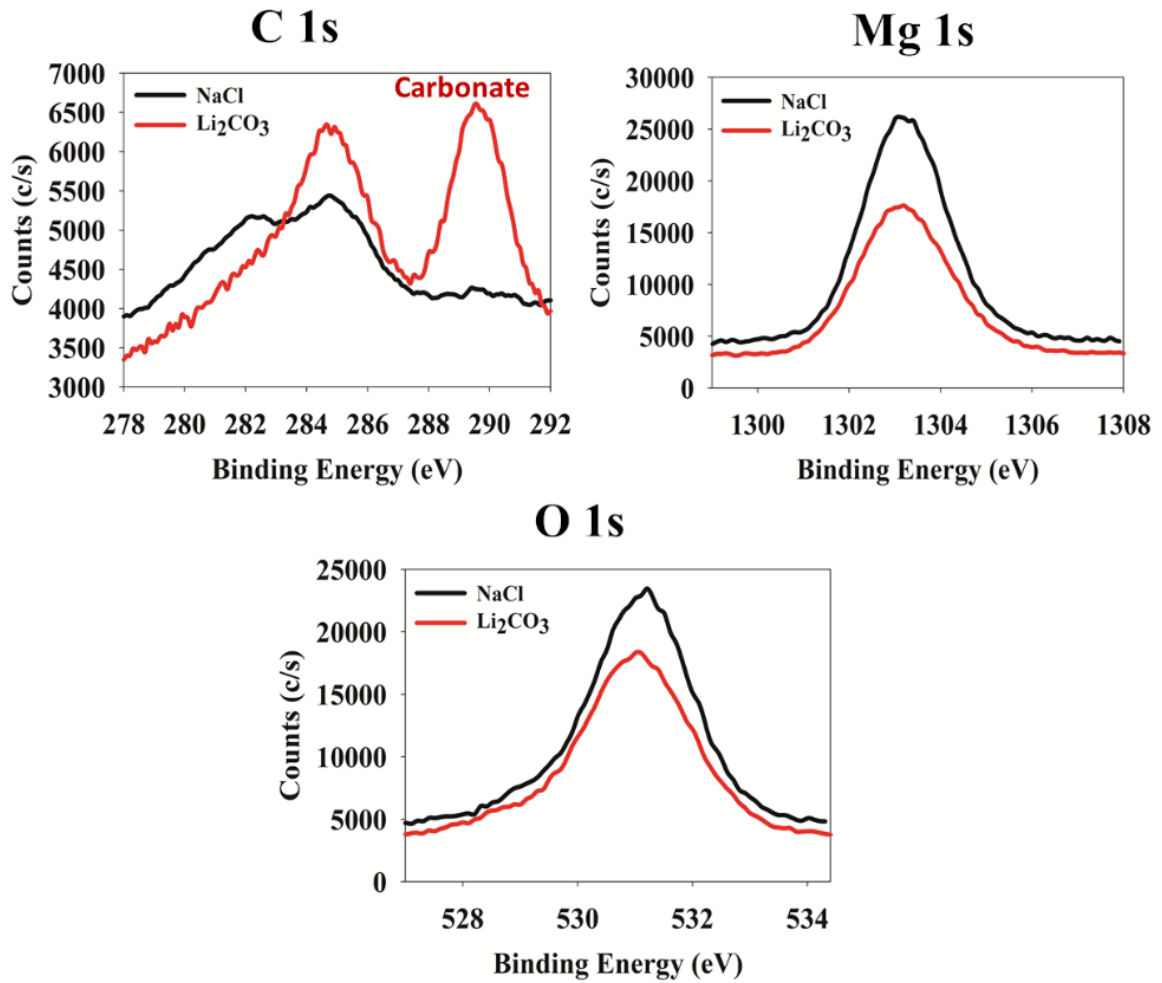 C 1s
7000
6500
6000
5500
5000
4500
4000
3500
3000
NaCl
Li₂CO₃
Carbonate
278 280 282 284 286 288 290 292
Binding Energy (eV)
Counts (c/s)
Mg 1s
30000
25000
20000
15000
10000
5000
0
NaCl
Li₂CO₃
1300 1302 1304 1306 1308
Binding Energy (eV)
Counts (c/s)
O 1s
25000
20000
15000
10000
5000
0
NaCl
Li₂CO₃
528 530 532 534
Binding Energy (eV)
Counts (c/s)